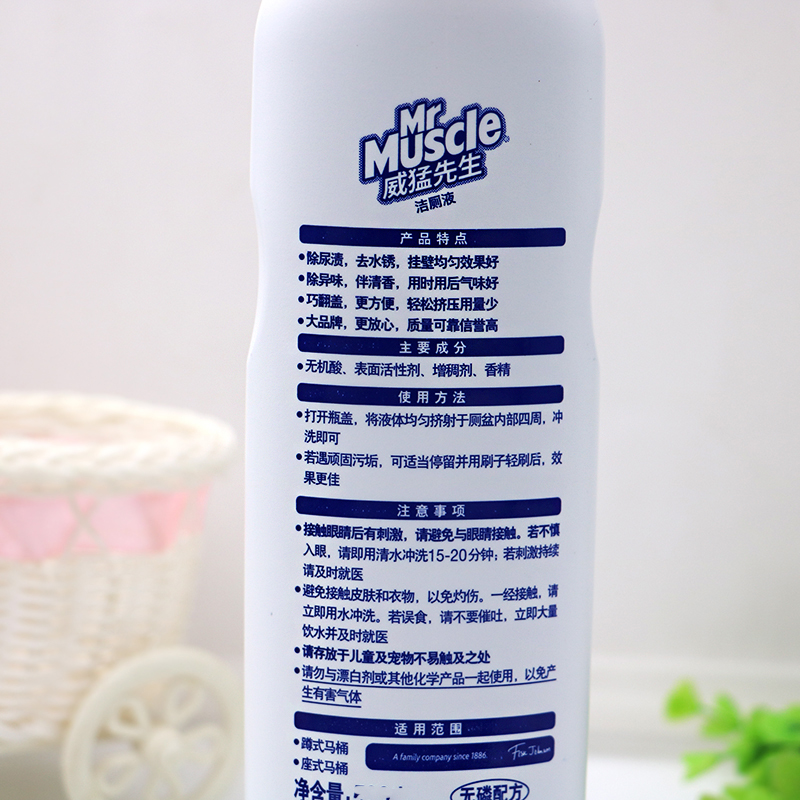 Mr
Muscle
威猛先生
洁厕液
产品特点
•除尿渍，去水锈，挂壁均匀效果好
•除异味，伴清香，用时用后气味好
•巧翻盖，更方便，轻松挤压用量少
•大品牌，更放心，质量可靠信誉高
主要成分
•无机酸、表面活性剂、增稠剂、香精
使用方法
•打开瓶盖，将液体均匀挤射于厕盆内部四周，冲
洗即可
•若遇顽固污垢，可适当停留并用刷子轻刷后，效
果更佳
注意事项
•接触眼睛后有刺激，请避免与眼睛接触。若不慎
入眼，请即用清水冲洗15-20分钟；若刺激持续
请及时就医
•避免接触皮肤和衣物，以免灼伤。一经接触，请
立即用水冲洗。若误食，请不要催吐，立即大量
饮水并及时就医
•请存放于儿童及宠物不易触及之处
•请勿与漂白剂或其他化学产品一起使用，以免产
生有害气体
适用范围
•蹲式马桶
•座式马桶
A family company since 1886.
净含量:
无磷配方